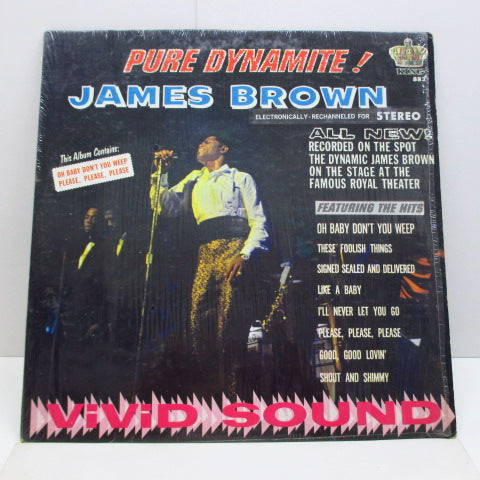 PURE DYNAMITE!
KING
883
JAMES BROWN
ELECTRONICALLY-RECHANNELED FOR STEREO
ALL NEW!
RECORDED ON THE SPOT
THE DYNAMIC JAMES BROWN
ON THE STAGE AT THE
FAMOUS ROYAL THEATER
This Album Contains:
OH BABY DON'T YOU WEEP
PLEASE, PLEASE, PLEASE
FEATURING THE HITS
OH BABY DON'T YOU WEEP
THESE FOOLISH THINGS
SIGNED SEALED AND DELIVERED
LIKE A BABY
I'LL NEVER LET YOU GO
PLEASE, PLEASE, PLEASE
GOOD, GOOD LOVIN'
SHOUT AND SHIMMY
ViViD SOUND